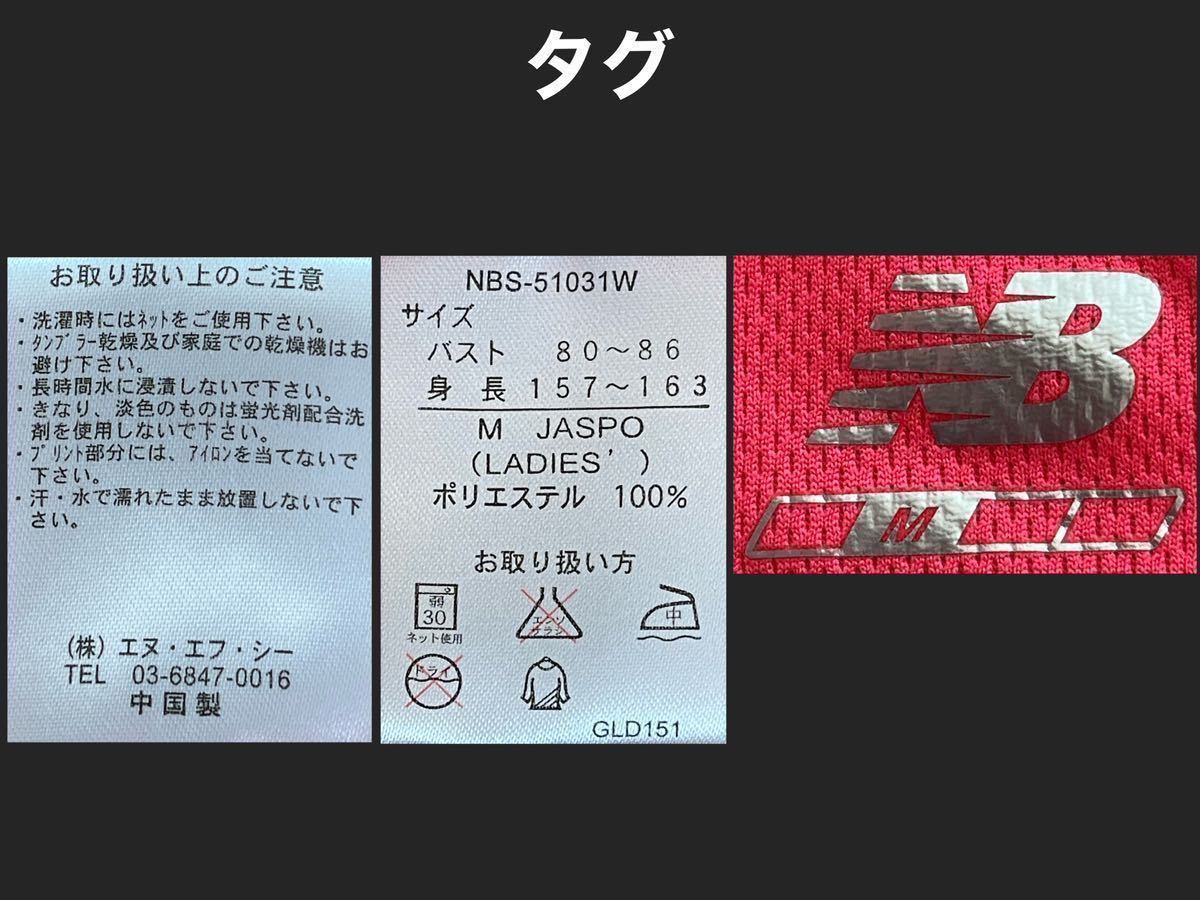 タグ
お取り扱い上のご注意
・洗濯時にはﾈｯﾄをご使用下さい。
・ﾀﾝﾌﾞﾗｰ乾燥及び家庭での乾燥機はお
避け下さい。
・長時間水に浸漬しないで下さい。
・きなり、淡色のものは蛍光剤配合洗
剤を使用しないで下さい。
・ﾌﾟﾘﾝﾄ部分には、ｱｲﾛﾝを当てないで
下さい。
・汗・水で濡れたまま放置しないで下
さい。
(株) エヌ・エフ・シー
TEL 03-6847-0016
中国製
NBS-51031W
サイズ
バスト 80～86
身長 157～163
M JASPO
(LADIES')
ポリエステル 100%
お取り扱い方
弱
30
ネット使用
エンソ
サラシ
中
ドライ
GLD151
NB
M